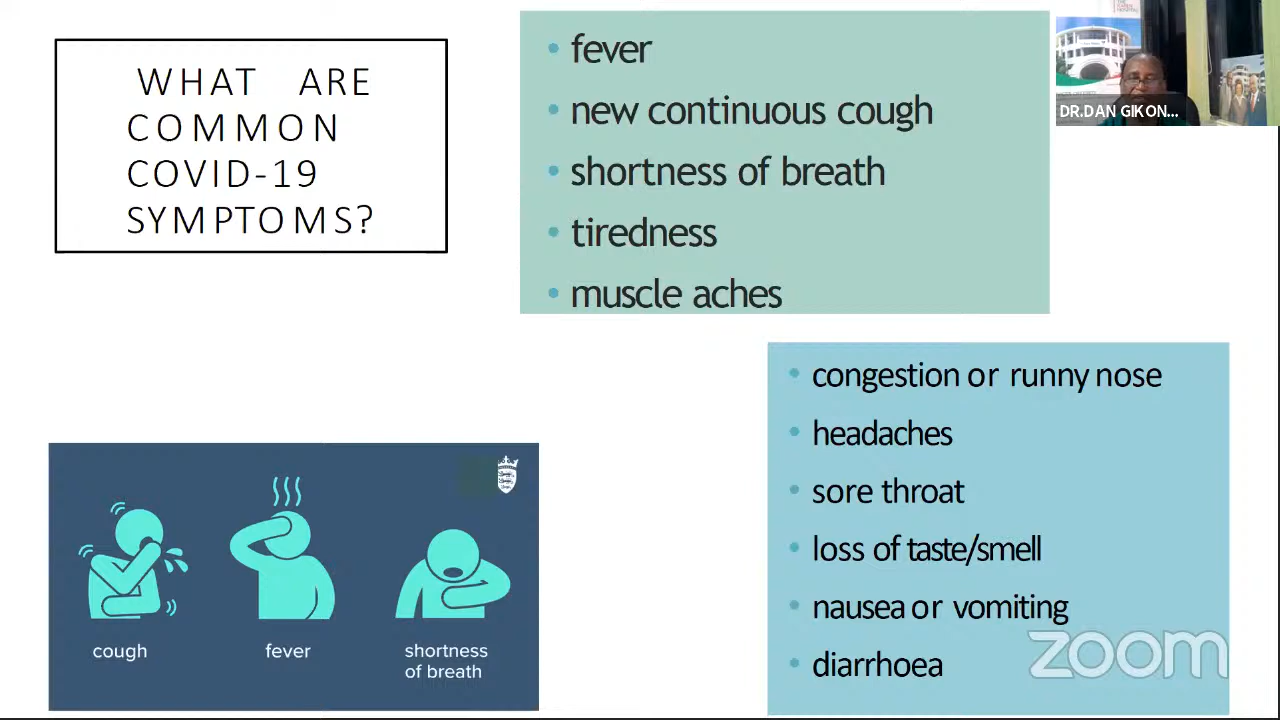 WHAT ARE
COMMON
COVID-19
SYMPTOMS?
• fever
• new continuous cough
• shortness of breath
• tiredness
• muscle aches
DR.DAN GIKON...
• congestion or runny nose
• headaches
• sore throat
• loss of taste/smell
• nausea or vomiting
• diarrhoea
cough
fever
shortness
of breath
zoom